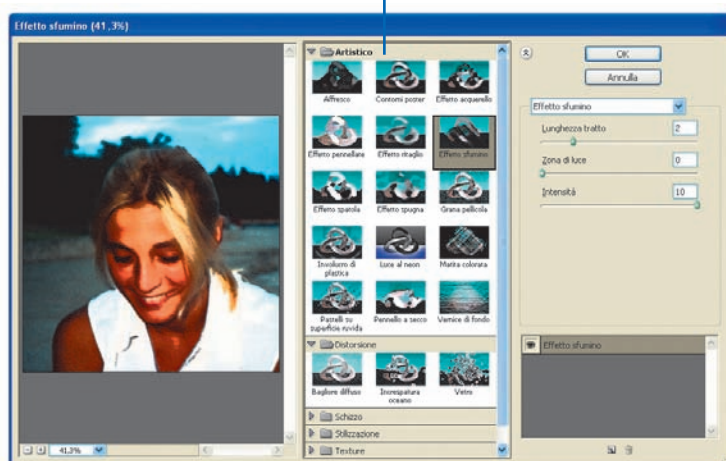 Effetto sfumino (41,3%)
Artistico
Affresco
Contorni poster
Effetto acquerello
Effetto pennellate
Effetto ritaglio
Effetto sfumino
Effetto spatola
Effetto spugna
Grana pellicola
Involucro di plastica
Luce al neon
Matita colorata
Pastelli su superficie ruvida
Pennello a secco
Vernice di fondo
Distorsione
Bagliore diffuso
Increspatura oceano
Vetro
Schizzo
Stilizzazione
Texture
41,3%
OK
Annulla
Effetto sfumino
Lunghezza tratto
2
Zona di luce
0
Intensità
10
Effetto sfumino